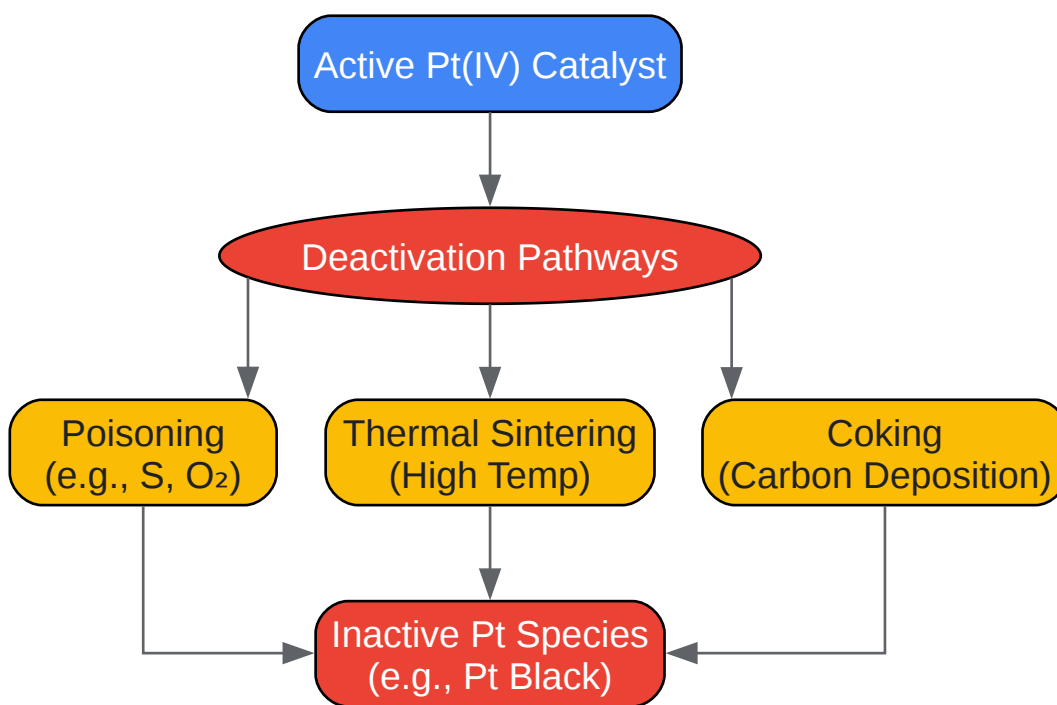 Active Pt(IV) Catalyst
Deactivation Pathways
Poisoning
(e.g., S, O₂)
Thermal Sintering
(High Temp)
Coking
(Carbon Deposition)
Inactive Pt Species
(e.g., Pt Black)